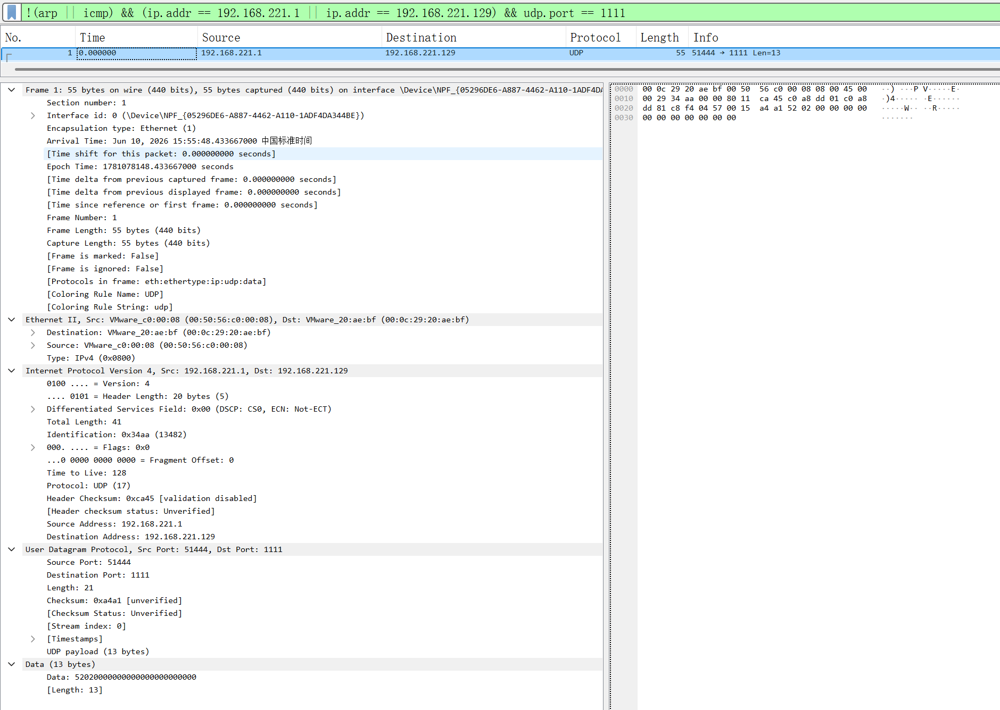 !(arp || icmp) && (ip.addr == 192.168.221.1 || ip.addr == 192.168.221.129) && udp.port == 1111
No. Time Source Destination Protocol Length Info
1 0.000000 192.168.221.1 192.168.221.129 UDP 55 51444 → 1111 Len=13
Frame 1: 55 bytes on wire (440 bits), 55 bytes captured (440 bits) on interface \Device\NPF_{05296DE6-A887-4462-A110-1ADF4DA
Section number: 1
Interface id: 0 (\Device\NPF_{05296DE6-A887-4462-A110-1ADF4DA344BE})
Encapsulation type: Ethernet (1)
Arrival Time: Jun 10, 2026 15:55:48.433667000 中国标准时间
[Time shift for this packet: 0.000000000 seconds]
Epoch Time: 1781078148.433667000 seconds
[Time delta from previous captured frame: 0.000000000 seconds]
[Time delta from previous displayed frame: 0.000000000 seconds]
[Time since reference or first frame: 0.000000000 seconds]
Frame Number: 1
Frame Length: 55 bytes (440 bits)
Capture Length: 55 bytes (440 bits)
[Frame is marked: False]
[Frame is ignored: False]
[Protocols in frame: eth:ethertype:ip:udp:data]
[Coloring Rule Name: UDP]
[Coloring Rule String: udp]
Ethernet II, Src: VMware_c0:00:08 (00:50:56:c0:00:08), Dst: VMware_20:ae:bf (00:0c:29:20:ae:bf)
Destination: VMware_20:ae:bf (00:0c:29:20:ae:bf)
Source: VMware_c0:00:08 (00:50:56:c0:00:08)
Type: IPv4 (0x0800)
Internet Protocol Version 4, Src: 192.168.221.1, Dst: 192.168.221.129
0100 .... = Version: 4
.... 0101 = Header Length: 20 bytes (5)
Differentiated Services Field: 0x00 (DSCP: CS0, ECN: Not-ECT)
Total Length: 41
Identification: 0x34aa (13482)
000. .... = Flags: 0x0
...0 0000 0000 0000 = Fragment Offset: 0
Time to Live: 128
Protocol: UDP (17)
Header Checksum: 0xca45 [validation disabled]
[Header checksum status: Unverified]
Source Address: 192.168.221.1
Destination Address: 192.168.221.129
User Datagram Protocol, Src Port: 51444, Dst Port: 1111
Source Port: 51444
Destination Port: 1111
Length: 21
Checksum: 0xa4a1 [unverified]
[Checksum Status: Unverified]
[Stream index: 0]
[Timestamps]
UDP payload (13 bytes)
Data (13 bytes)
Data: 52020000000000000000000000
[Length: 13]
0000 00 0c 29 20 ae bf 00 50 56 c0 00 08 08 00 45 00 ··) ···P V·····E·
0010 00 29 34 aa 00 00 80 11 ca 45 c0 a8 dd 01 c0 a8 ·)4····· ·E······
0020 dd 81 c8 f4 04 57 00 15 a4 a1 52 02 00 00 00 00 ·····W·· ··R·····
0030 00 00 00 00 00 00 00 ·······